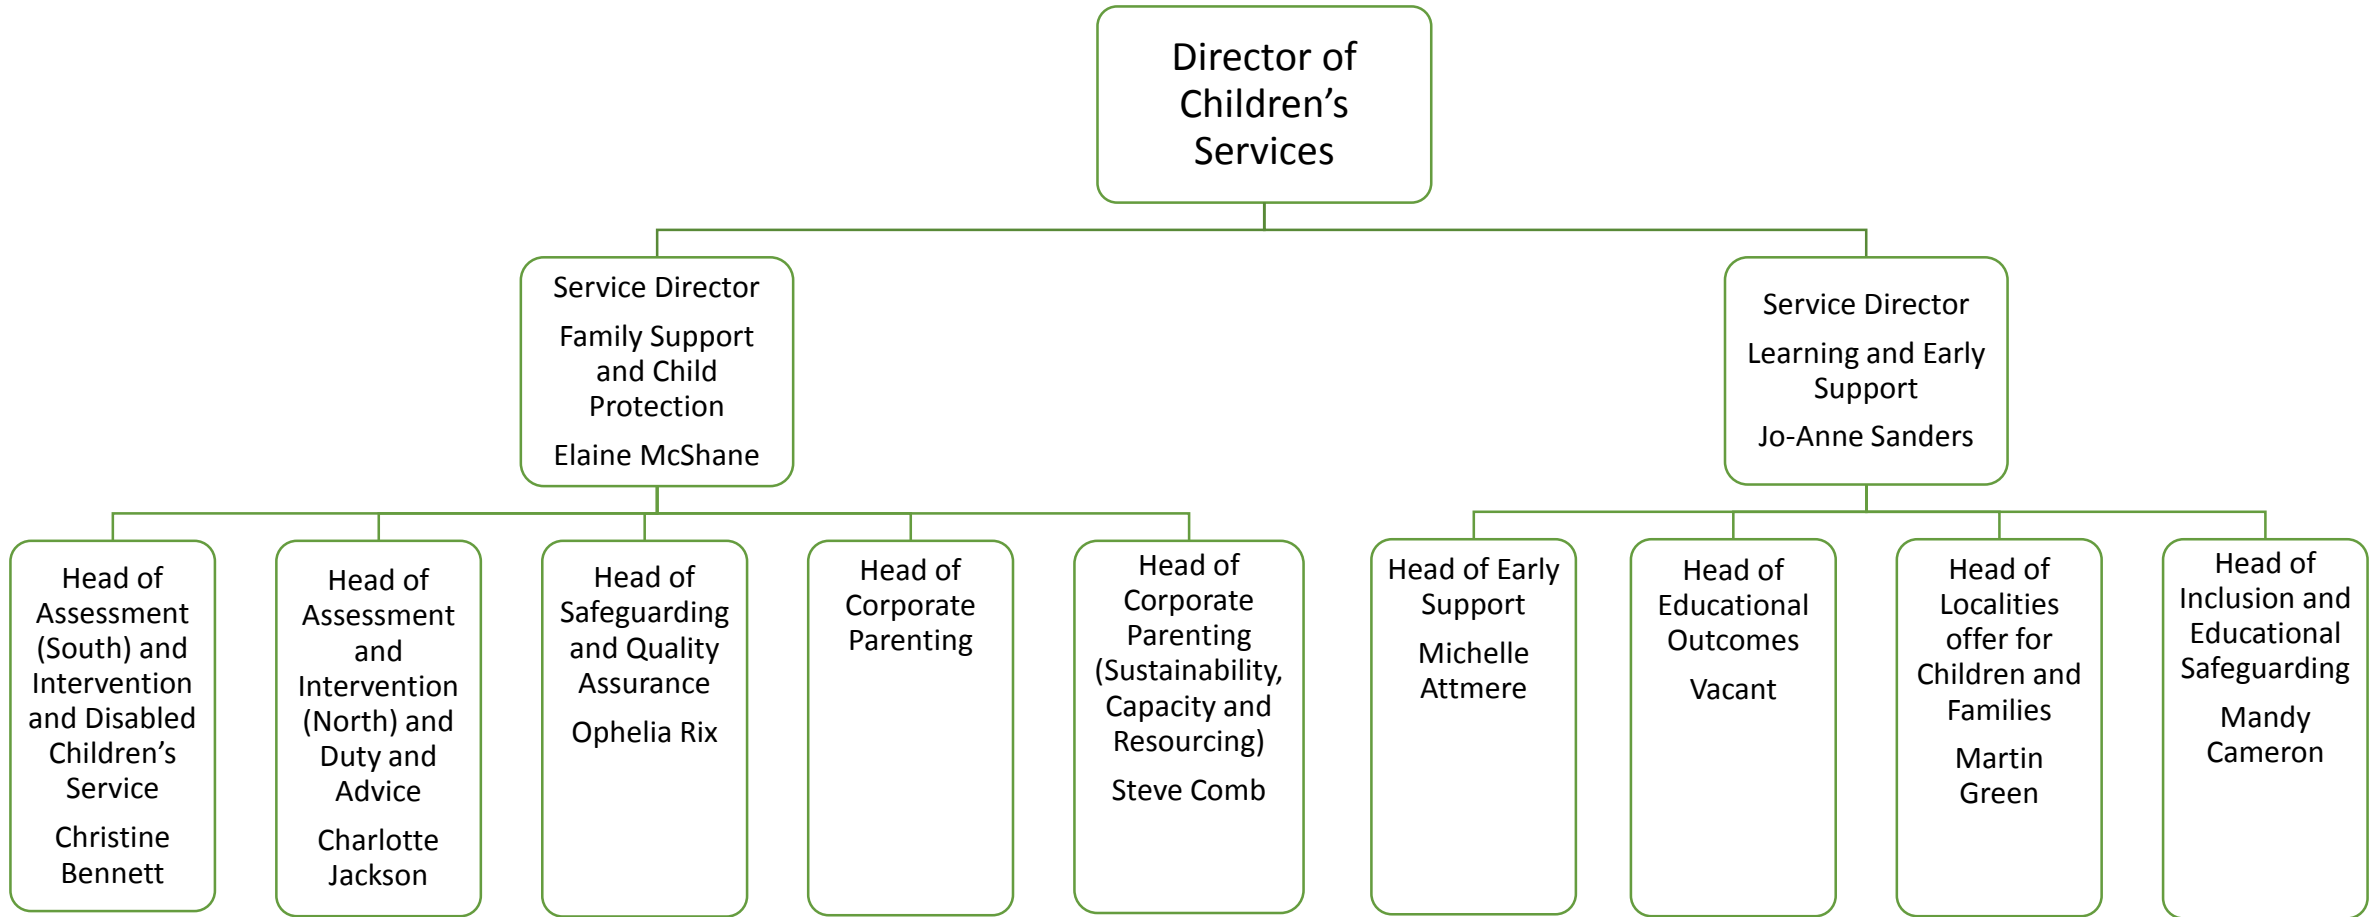 Director of
Children’s
Services
Service Director
Family Support
and Child
Protection
Elaine McShane
Service Director
Learning and Early
Support
Jo-Anne Sanders
Head of
Assessment
(South) and
Intervention
and Disabled
Children’s
Service
Christine
Bennett
Head of
Assessment
and
Intervention
(North) and
Duty and
Advice
Charlotte
Jackson
Head of
Safeguarding
and Quality
Assurance
Ophelia Rix
Head of
Corporate
Parenting
Head of
Corporate
Parenting
(Sustainability,
Capacity and
Resourcing)
Steve Comb
Head of Early
Support
Michelle
Attmere
Head of
Educational
Outcomes
Vacant
Head of
Localities
offer for
Children and
Families
Martin
Green
Head of
Inclusion and
Educational
Safeguarding
Mandy
Cameron